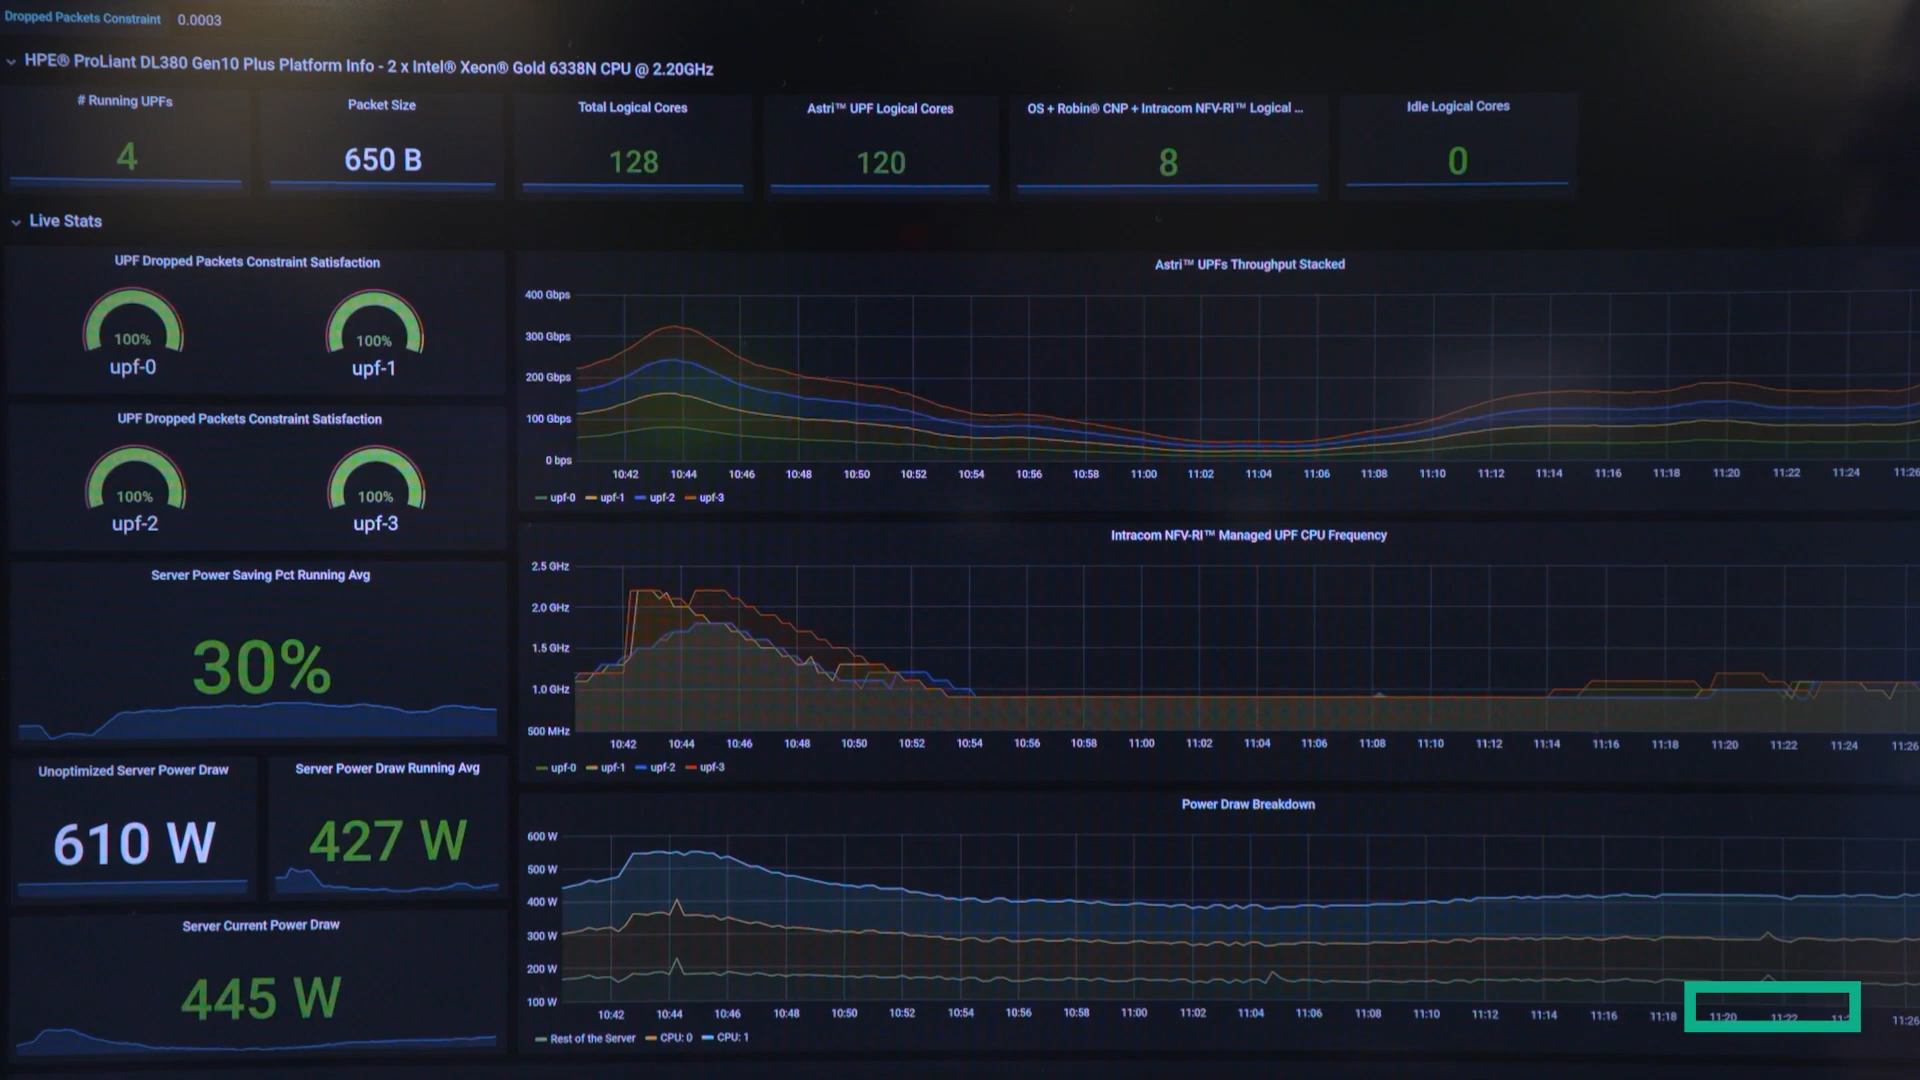 Dropped Packets Constraint 0.0003
HPE® ProLiant DL380 Gen10 Plus Platform Info - 2 x Intel® Xeon® Gold 6338N CPU @ 2.20GHz
# Running UPFs
4
Packet Size
650 B
Total Logical Cores
128
Astri™ UPF Logical Cores
120
OS + Robin® CNP + Intracom NFV-RI™ Logical ...
8
Idle Logical Cores
0
Live Stats
UPF Dropped Packets Constraint Satisfaction
100% 100%
upf-0 upf-1
UPF Dropped Packets Constraint Satisfaction
100% 100%
upf-2 upf-3
Server Power Saving Pct Running Avg
30%
Unoptimized Server Power Draw
610 W
Server Power Draw Running Avg
427 W
Server Current Power Draw
445 W
Astri™ UPFs Throughput Stacked
400 Gbps
300 Gbps
200 Gbps
100 Gbps
0 bps
10:42 10:44 10:46 10:48 10:50 10:52 10:54 10:56 10:58 11:00 11:02 11:04 11:06 11:08 11:10 11:12 11:14 11:16 11:18 11:20 11:22 11:24 11:26
upf-0 upf-1 upf-2 upf-3
Intracom NFV-RI™ Managed UPF CPU Frequency
2.5 GHz
2.0 GHz
1.5 GHz
1.0 GHz
500 MHz
10:42 10:44 10:46 10:48 10:50 10:52 10:54 10:56 10:58 11:00 11:02 11:04 11:06 11:08 11:10 11:12 11:14 11:16 11:18 11:20 11:22 11:24 11:26
upf-0 upf-1 upf-2 upf-3
Power Draw Breakdown
600 W
500 W
400 W
300 W
200 W
100 W
10:42 10:44 10:46 10:48 10:50 10:52 10:54 10:56 10:58 11:00 11:02 11:04 11:06 11:08 11:10 11:12 11:14 11:16 11:18 11:20 11:22 11:26
Rest of the Server CPU: 0 CPU: 1